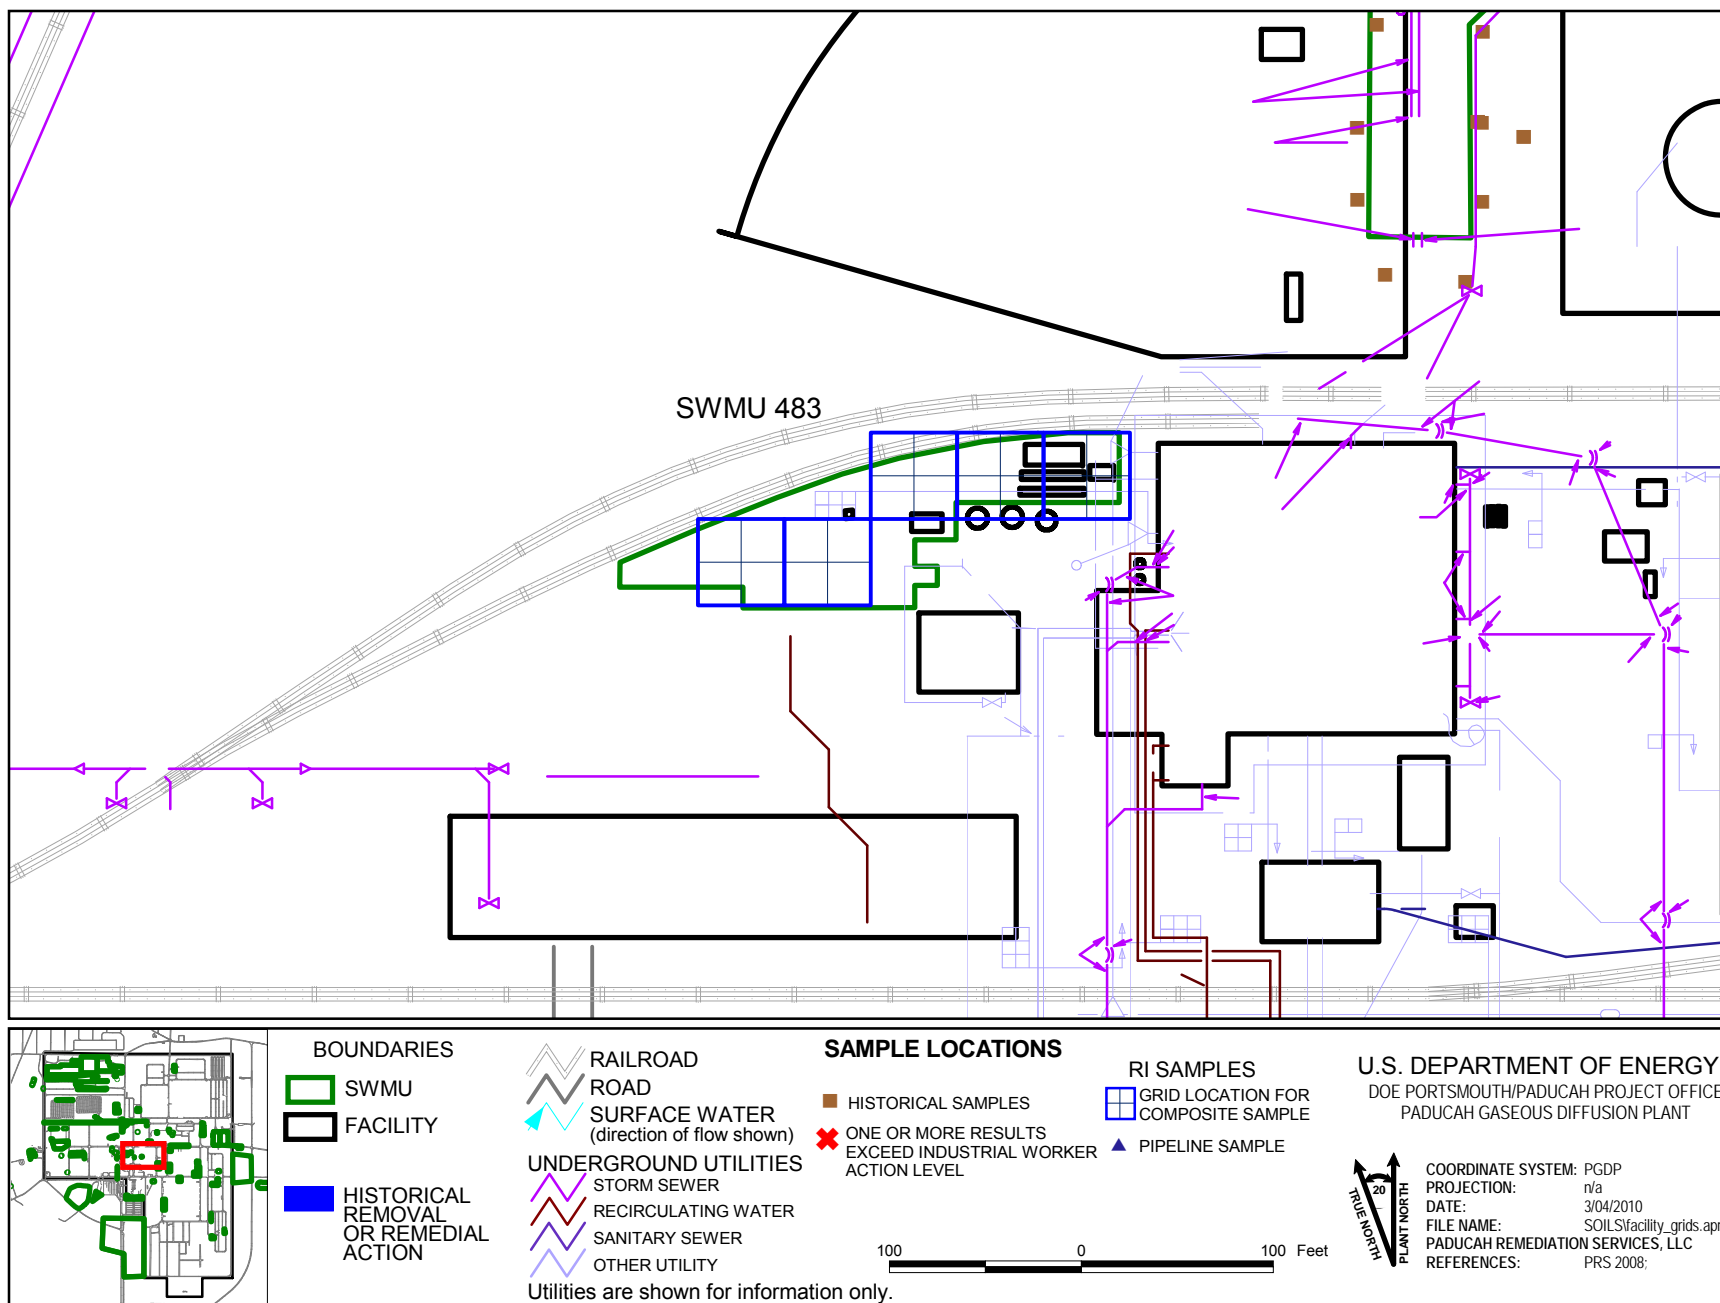 SWMU 483
BOUNDARIES
SWMU
FACILITY
HISTORICAL
REMOVAL
OR REMEDIAL
ACTION
RAILROAD
ROAD
SURFACE WATER
(direction of flow shown)
UNDERGROUND UTILITIES
STORM SEWER
RECIRCULATING WATER
SANITARY SEWER
OTHER UTILITY
Utilities are shown for information only.
SAMPLE LOCATIONS
HISTORICAL SAMPLES
ONE OR MORE RESULTS
EXCEED INDUSTRIAL WORKER
ACTION LEVEL
RI SAMPLES
GRID LOCATION FOR
COMPOSITE SAMPLE
PIPELINE SAMPLE
100 0 100 Feet
U.S. DEPARTMENT OF ENERGY
DOE PORTSMOUTH/PADUCAH PROJECT OFFICE
PADUCAH GASEOUS DIFFUSION PLANT
TRUE NORTH
20
PLANT NORTH
COORDINATE SYSTEM: PGDP
PROJECTION: n/a
DATE: 3/04/2010
FILE NAME: SOILS\facility_grids.apr
PADUCAH REMEDIATION SERVICES, LLC
REFERENCES: PRS 2008;